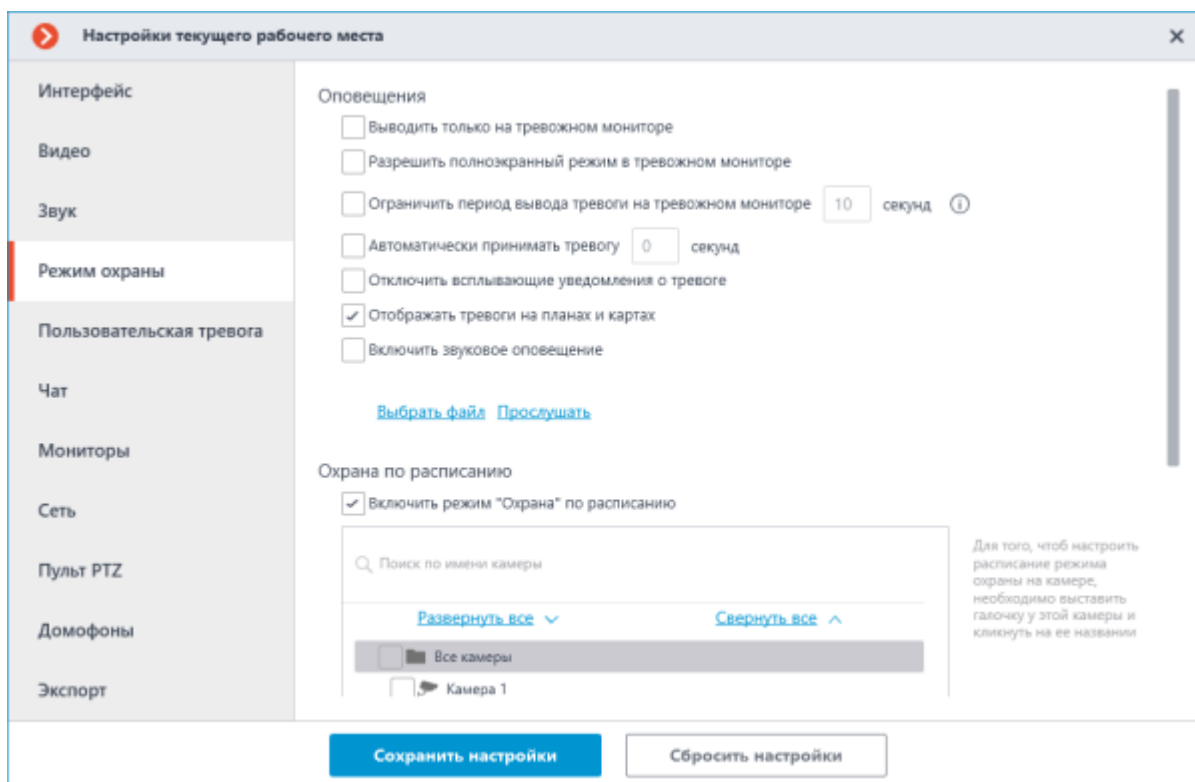 Настройки текущего рабочего места
Интерфейс
Видео
Звук
Режим охраны
Пользовательская тревога
Чат
Мониторы
Сеть
Пульт PTZ
Домофоны
Экспорт
Оповещения
Выводить только на тревожном мониторе
Разрешить полноэкранный режим в тревожном мониторе
Ограничить период вывода тревоги на тревожном мониторе 10 секунд
Автоматически принимать тревогу 0 секунд
Отключить всплывающие уведомления о тревоге
Отображать тревоги на планах и картах
Включить звуковое оповещение
Выбрать файл Прослушать
Охрана по расписанию
Включить режим "Охрана" по расписанию
Поиск по имени камеры
Развернуть все Свернуть все
Все камеры
Камера 1
Для того, чтоб настроить
расписание режима
охраны на камере,
необходимо выставить
галочку у этой камеры и
кликнуть на ее названии
Сохранить настройки Сбросить настройки